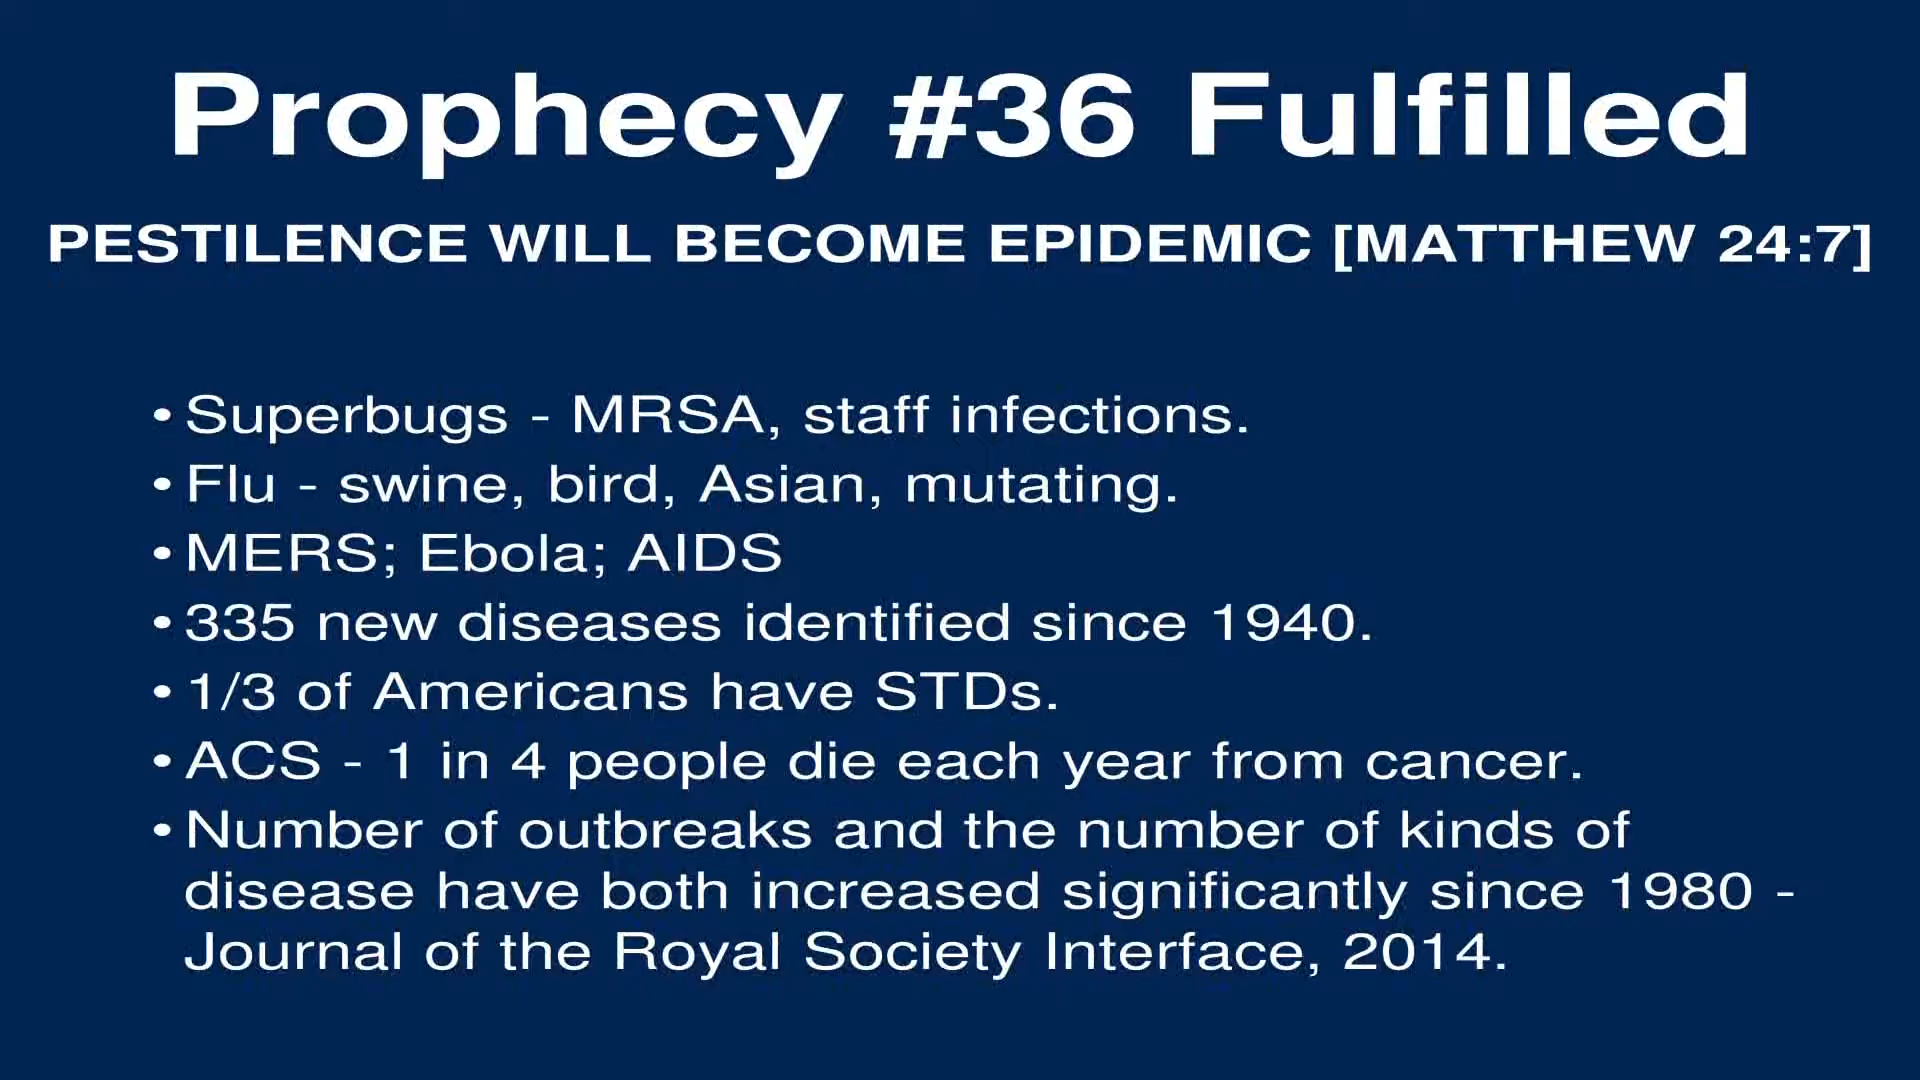 Prophecy #36 Fulfilled
PESTILENCE WILL BECOME EPIDEMIC [MATTHEW 24:7]
• Superbugs - MRSA, staff infections.
• Flu - swine, bird, Asian, mutating.
• MERS; Ebola; AIDS
• 335 new diseases identified since 1940.
• 1/3 of Americans have STDs.
• ACS - 1 in 4 people die each year from cancer.
• Number of outbreaks and the number of kinds of
disease have both increased significantly since 1980 -
Journal of the Royal Society Interface, 2014.